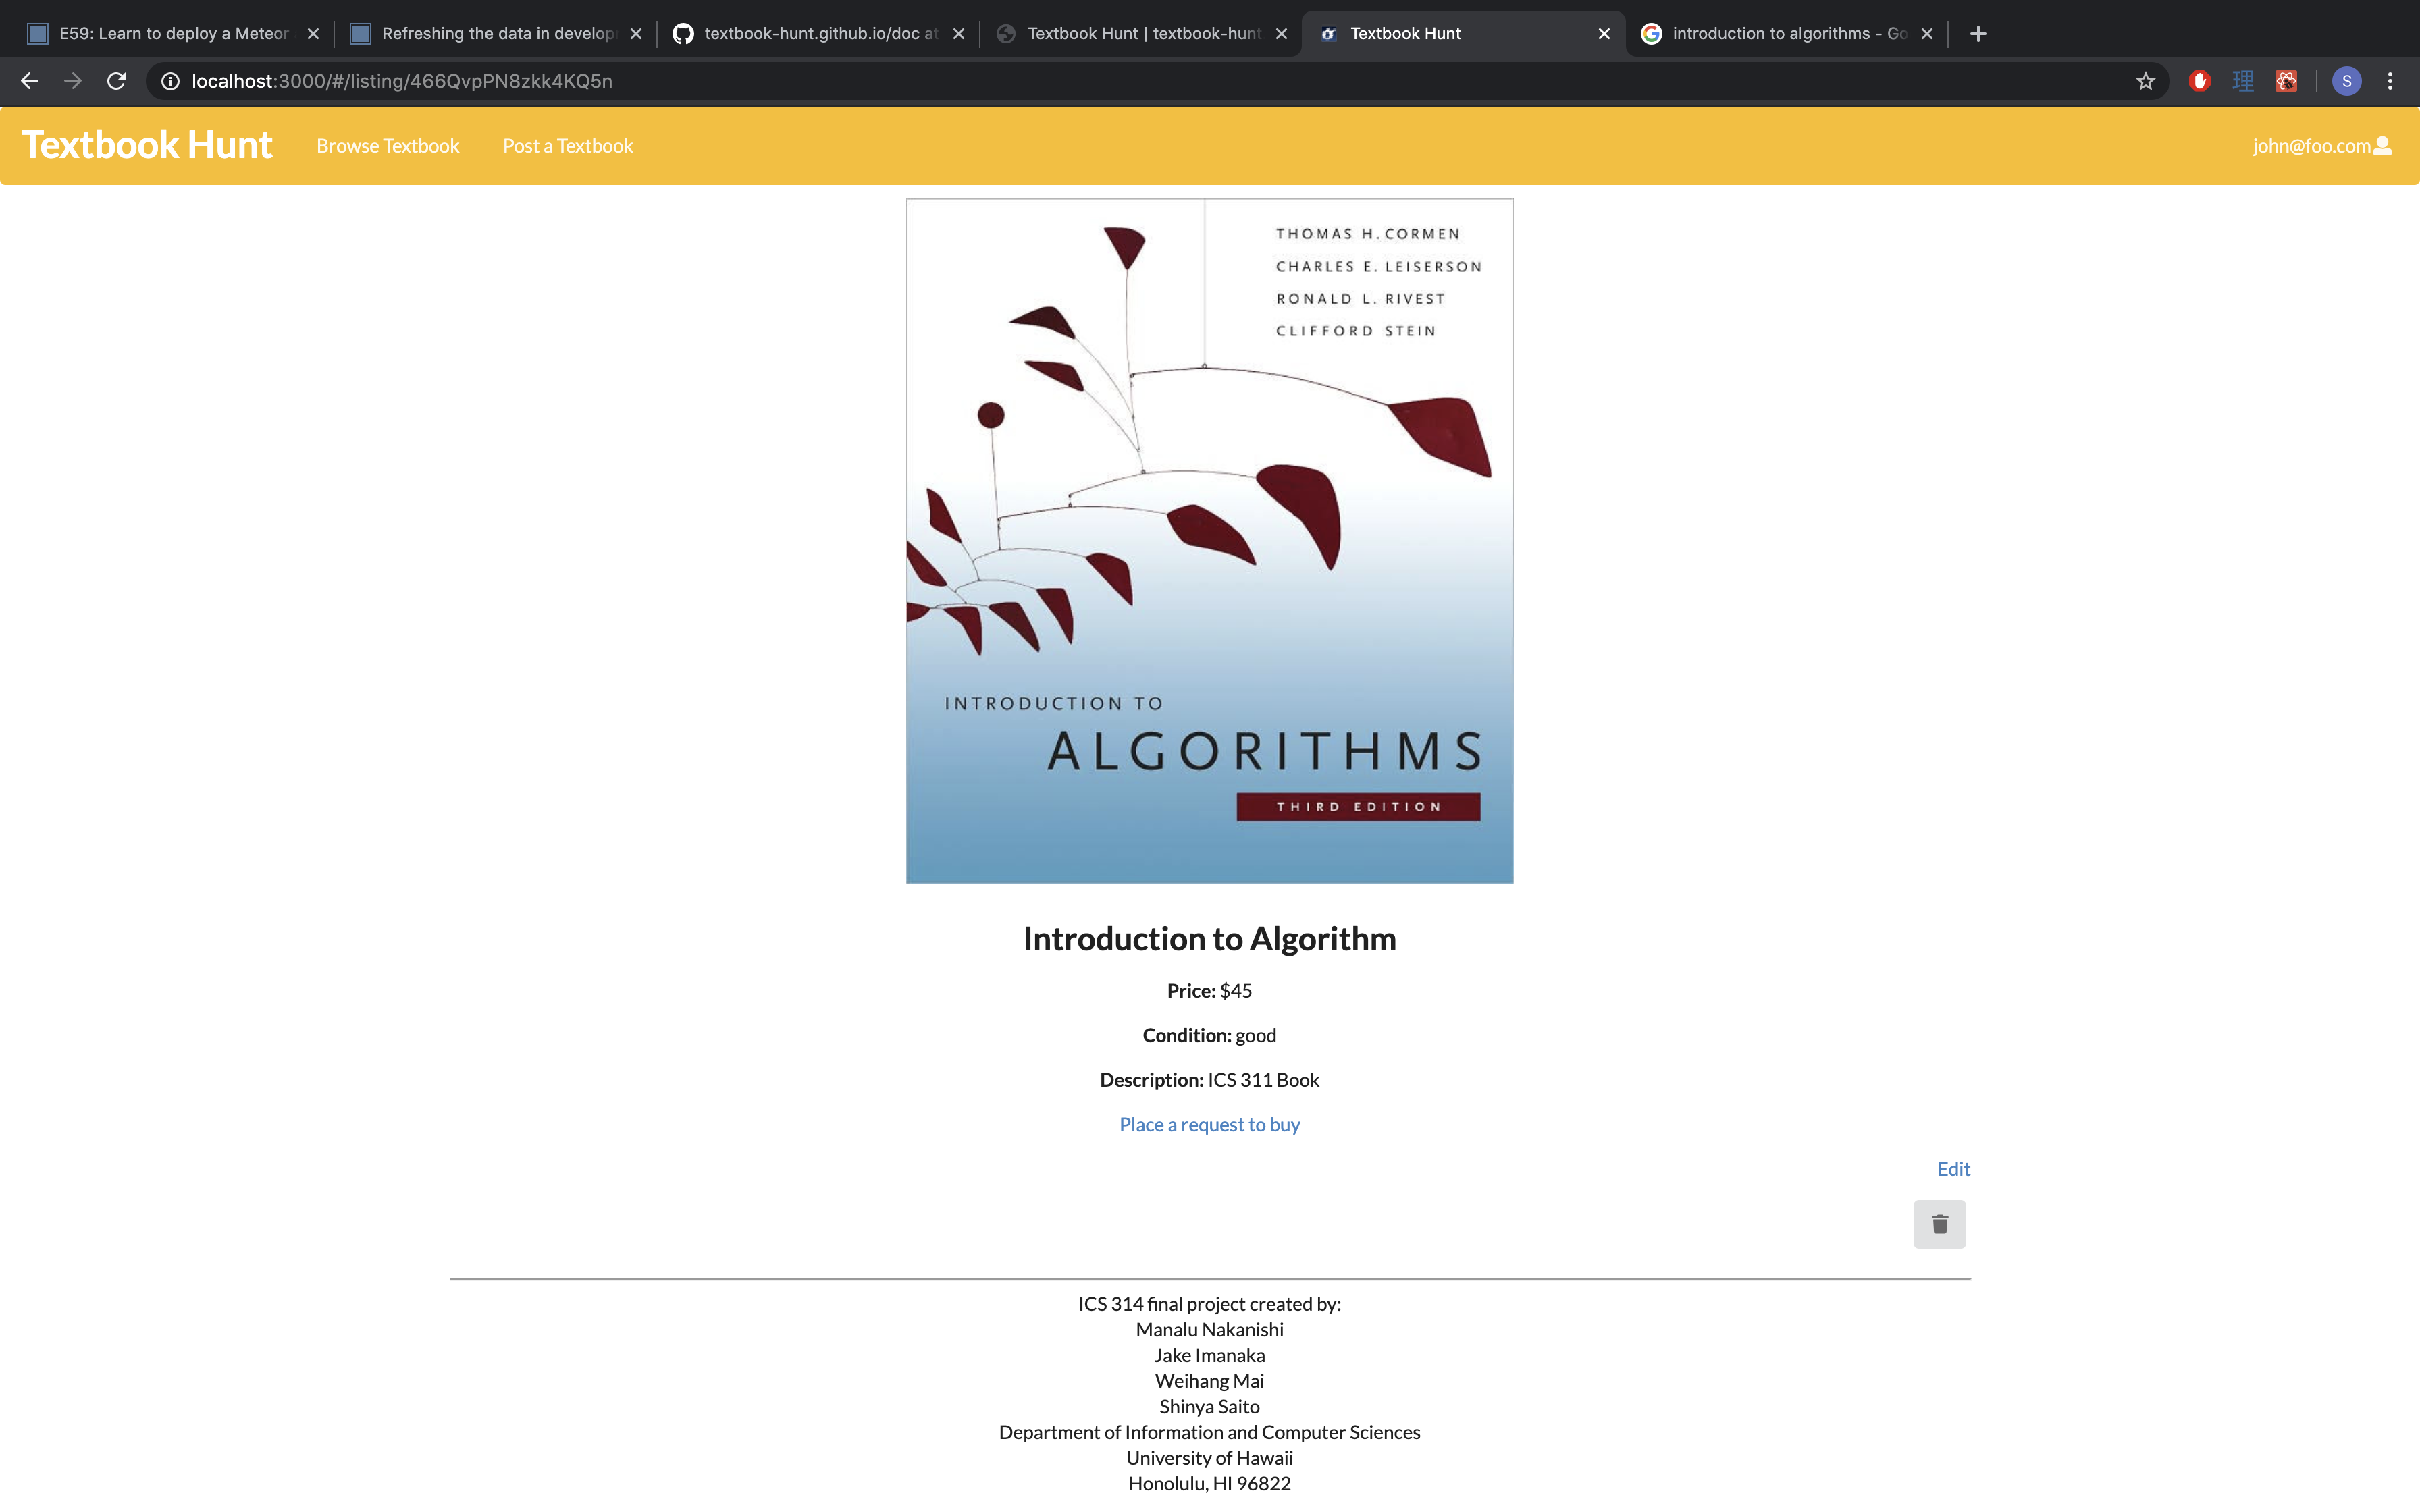 E59: Learn to deploy a Meteor
Refreshing the data in develop
textbook-hunt.github.io/doc at
Textbook Hunt | textbook-hunt
Textbook Hunt
introduction to algorithms - Go
localhost:3000/#/listing/466QvpPN8zkk4KQ5n
S
Textbook Hunt
Browse Textbook
Post a Textbook
john@foo.com
THOMAS H. CORMEN
CHARLES E. LEISERSON
RONALD L. RIVEST
CLIFFORD STEIN
INTRODUCTION TO
ALGORITHMS
THIRD EDITION
Introduction to Algorithm
Price: $45
Condition: good
Description: ICS 311 Book
Place a request to buy
Edit
ICS 314 final project created by:
Manalu Nakanishi
Jake Imanaka
Weihang Mai
Shinya Saito
Department of Information and Computer Sciences
University of Hawaii
Honolulu, HI 96822